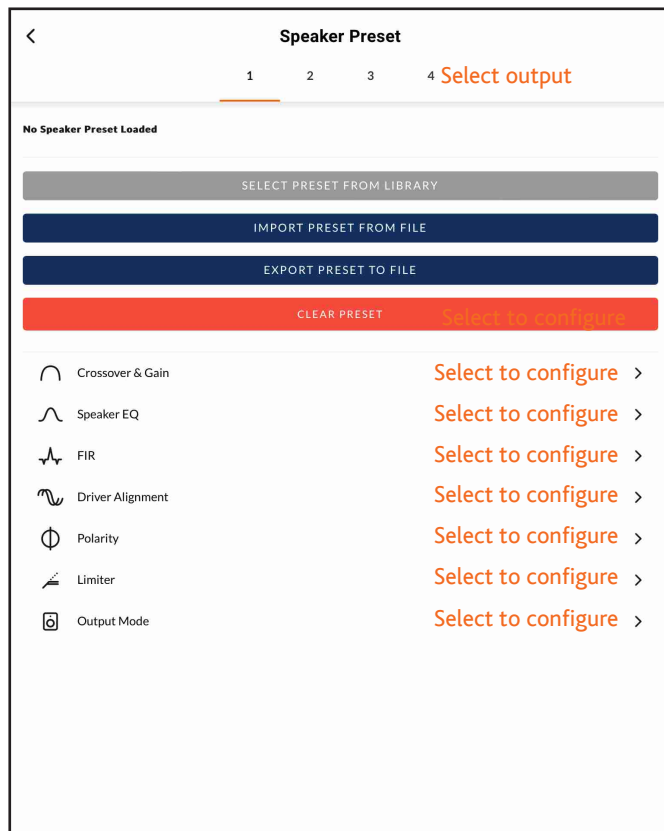 Speaker Preset
1 2 3 4 Select output
No Speaker Preset Loaded
SELECT PRESET FROM LIBRARY
IMPORT PRESET FROM FILE
EXPORT PRESET TO FILE
CLEAR PRESET Select to configure
Crossover & Gain Select to configure
Speaker EQ Select to configure
FIR Select to configure
Driver Alignment Select to configure
Polarity Select to configure
Limiter Select to configure
Output Mode Select to configure